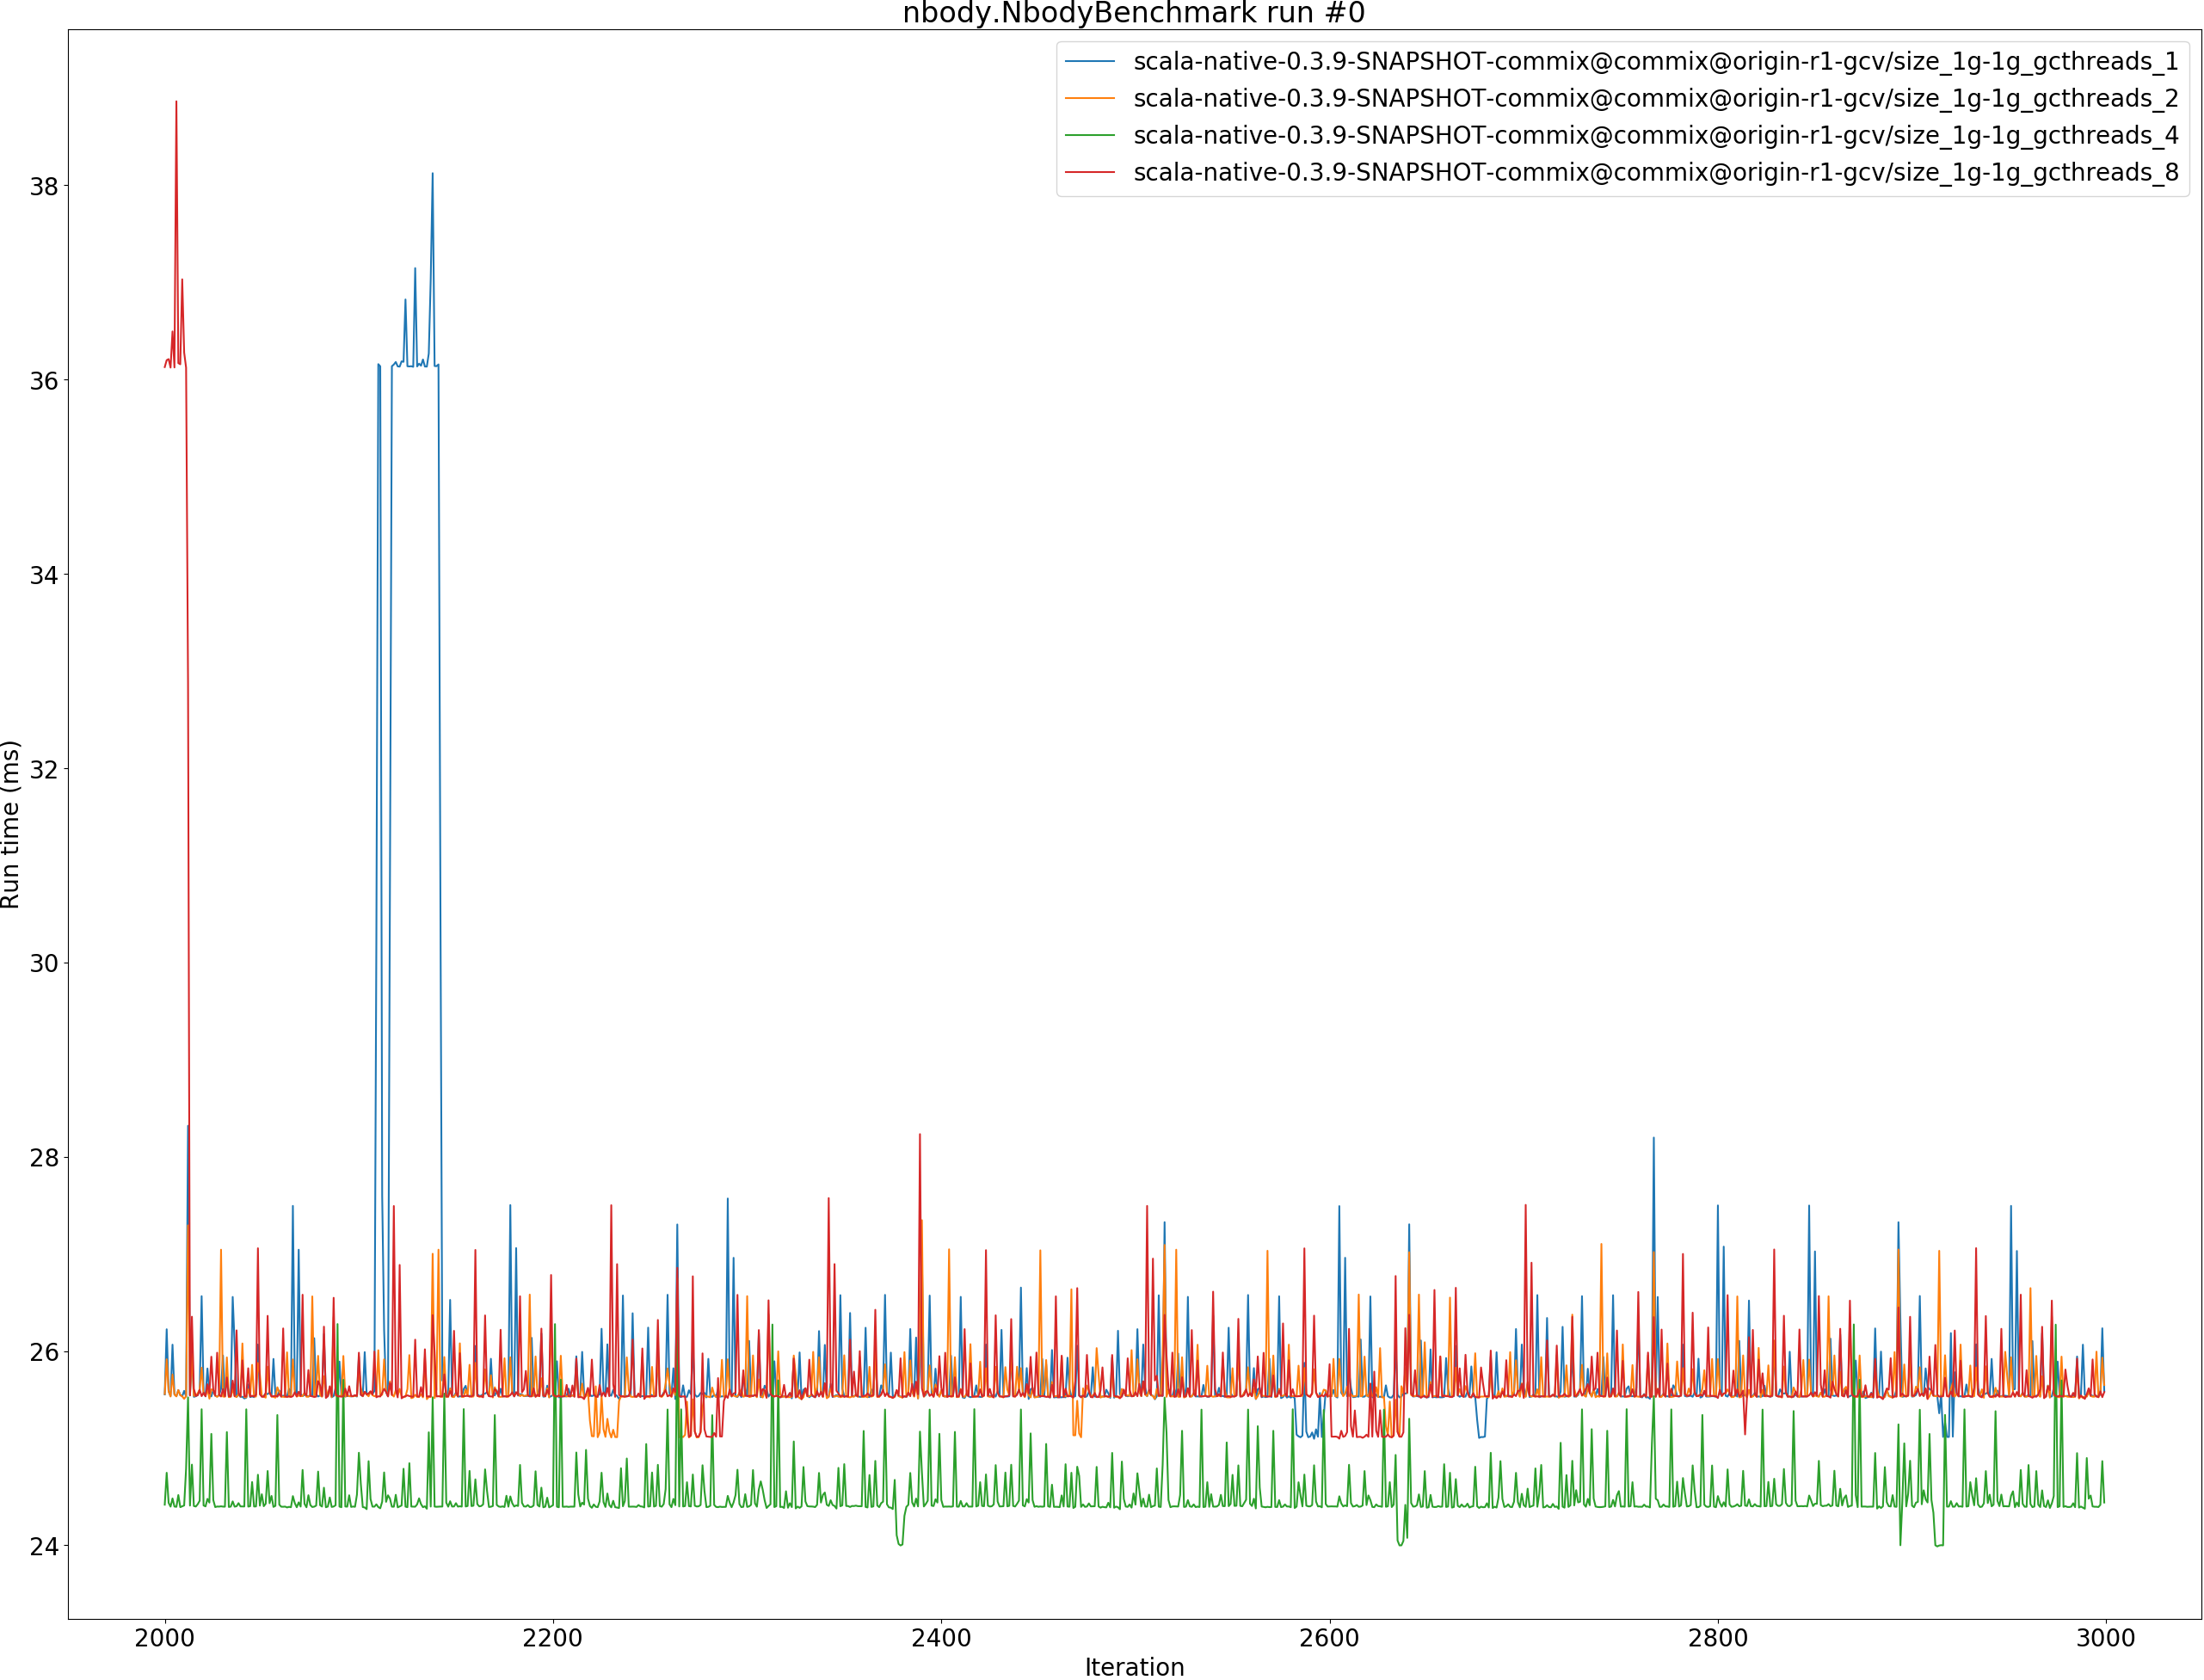 nbody.NbodyBenchmark run #0
scala-native-0.3.9-SNAPSHOT-commix@commix@origin-r1-gcv/size_1g-1g_gcthreads_1
scala-native-0.3.9-SNAPSHOT-commix@commix@origin-r1-gcv/size_1g-1g_gcthreads_2
scala-native-0.3.9-SNAPSHOT-commix@commix@origin-r1-gcv/size_1g-1g_gcthreads_4
scala-native-0.3.9-SNAPSHOT-commix@commix@origin-r1-gcv/size_1g-1g_gcthreads_8
38
36
34
32
30
28
26
24
Run time (ms)
2000 2200 2400 2600 2800 3000
Iteration